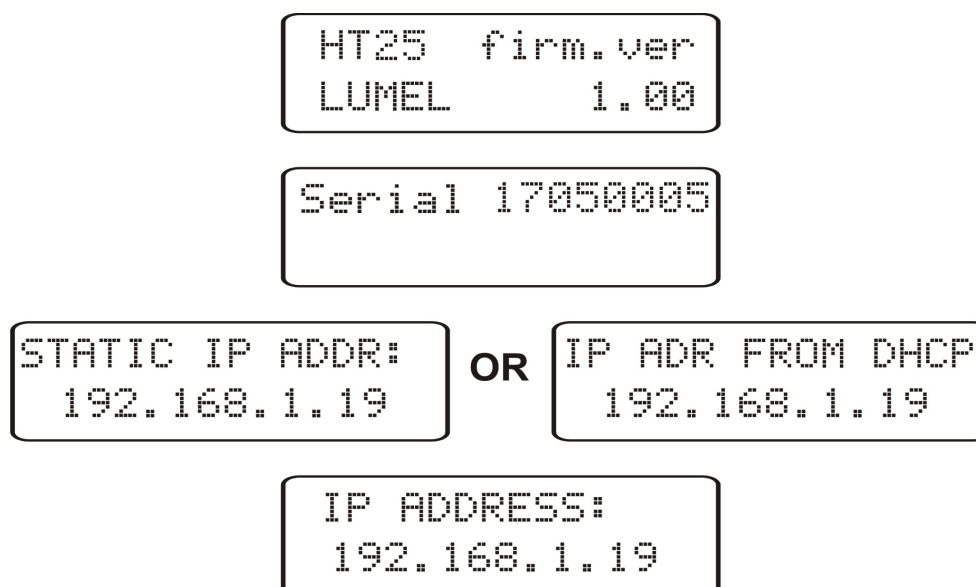 HT25 firm.ver
LUMEL 1.00
Serial 17050005
STATIC IP ADDR:
192.168.1.19
OR
IP ADR FROM DHCP
192.168.1.19
IP ADDRESS:
192.168.1.19